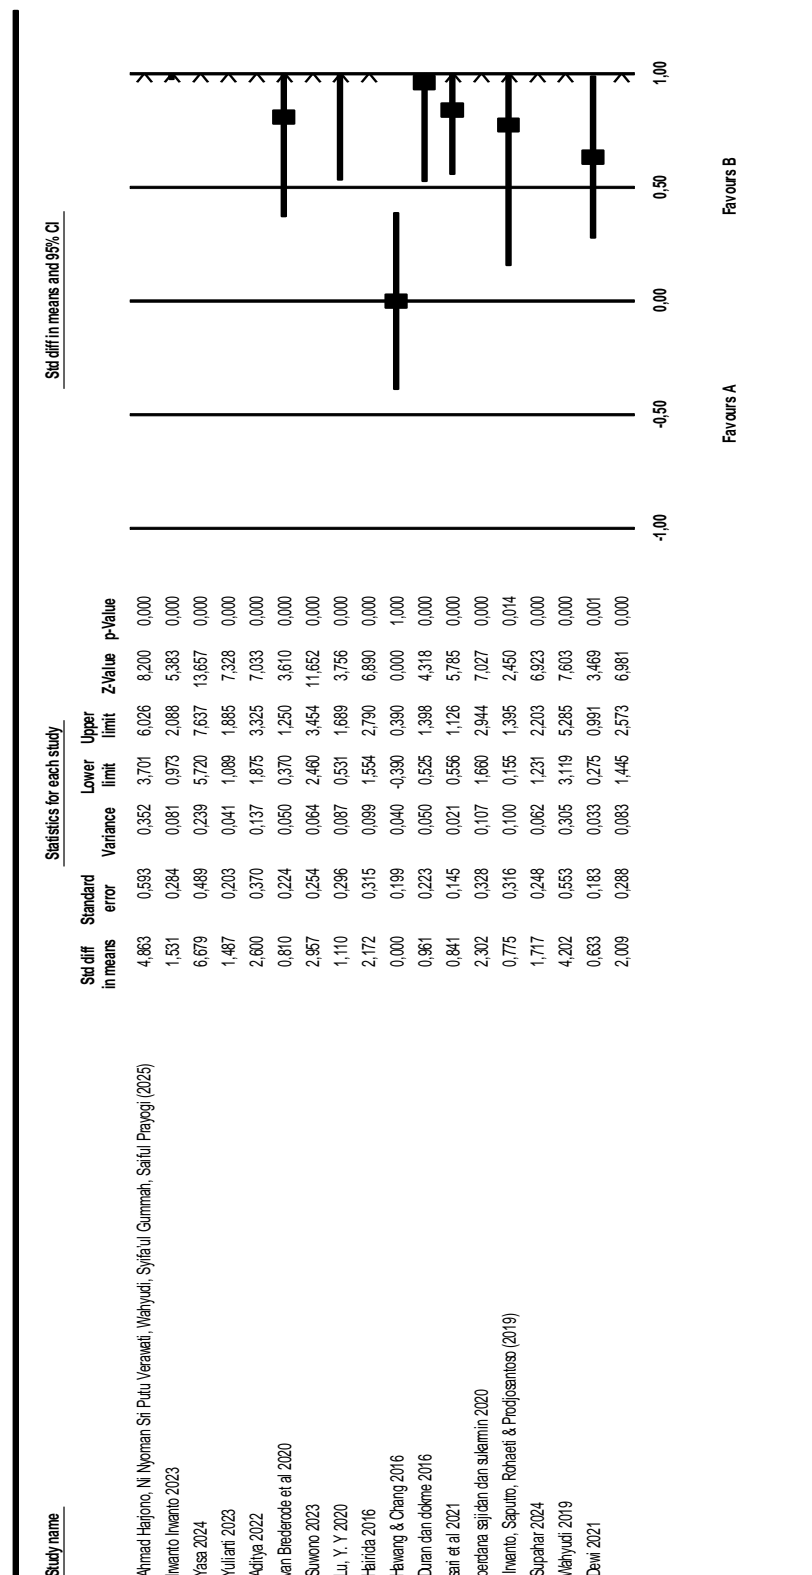 Study name Statistics for each study Std diff in means and 95% CI
Std diff Standard Lower Upper
in means error Variance limit limit Z-Value p-Value
Ahmad Harjono, Ni Nyoman Sri Putu Verawati, Wahyudi, Syifa'ul Gummah, Saiful Prayogi (2025) 4,863 0,593 0,352 3,701 6,026 8,200 0,000
Irwanto Irwanto 2023 1,531 0,284 0,081 0,973 2,088 5,383 0,000
Yasa 2024 6,679 0,489 0,239 5,720 7,637 13,657 0,000
Yuliarti 2023 1,487 0,203 0,041 1,089 1,885 7,328 0,000
Aditya 2022 2,600 0,370 0,137 1,875 3,325 7,033 0,000
van Brederode et al 2020 0,810 0,224 0,050 0,370 1,250 3,610 0,000
Suwono 2023 2,957 0,254 0,064 2,460 3,454 11,652 0,000
Lu, Y. Y 2020 1,110 0,296 0,087 0,531 1,689 3,756 0,000
Hairida 2016 2,172 0,315 0,099 1,554 2,790 6,890 0,000
Hawang & Chang 2016 0,000 0,199 0,040 -0,390 0,390 0,000 1,000
Duran dan dokme 2016 0,961 0,223 0,050 0,525 1,398 4,318 0,000
sari et al 2021 0,841 0,145 0,021 0,556 1,126 5,785 0,000
perdana sajidan dan sukarmin 2020 2,302 0,328 0,107 1,660 2,944 7,027 0,000
Irwanto, Saputro, Rohaeti & Prodjosantoso (2019) 0,775 0,316 0,100 0,155 1,395 2,450 0,014
Supahar 2024 1,717 0,248 0,062 1,231 2,203 6,923 0,000
Wahyudi 2019 4,202 0,553 0,305 3,119 5,285 7,603 0,000
Dewi 2021 0,633 0,183 0,033 0,275 0,991 3,469 0,001
2,009 0,288 0,083 1,445 2,573 6,981 0,000
-1,00 -0,50 0,00 0,50 1,00
Favours A Favours B